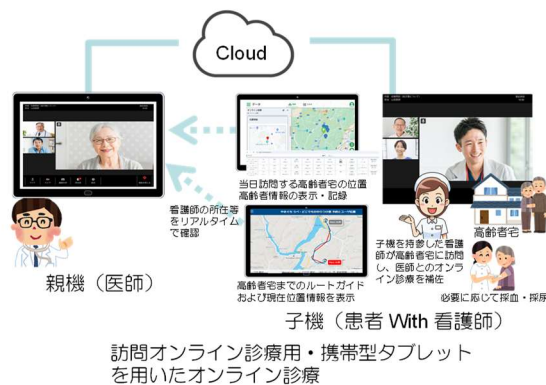 Cloud
当日訪問する高齢者宅の位置
高齢者情報の表示・記録
看護師の所在等
をリアルタイム
で確認
高齢者宅
子機を持参した看護
師が高齢者宅に訪問
し、医師とのオンラ
イン診療を補佐
親機（医師）
高齢者宅までのルートガイド
および現在位置情報を表示
必要に応じて採血・採尿
子機（患者 With 看護師）
訪問オンライン診療用・携帯型タブレット
を用いたオンライン診療